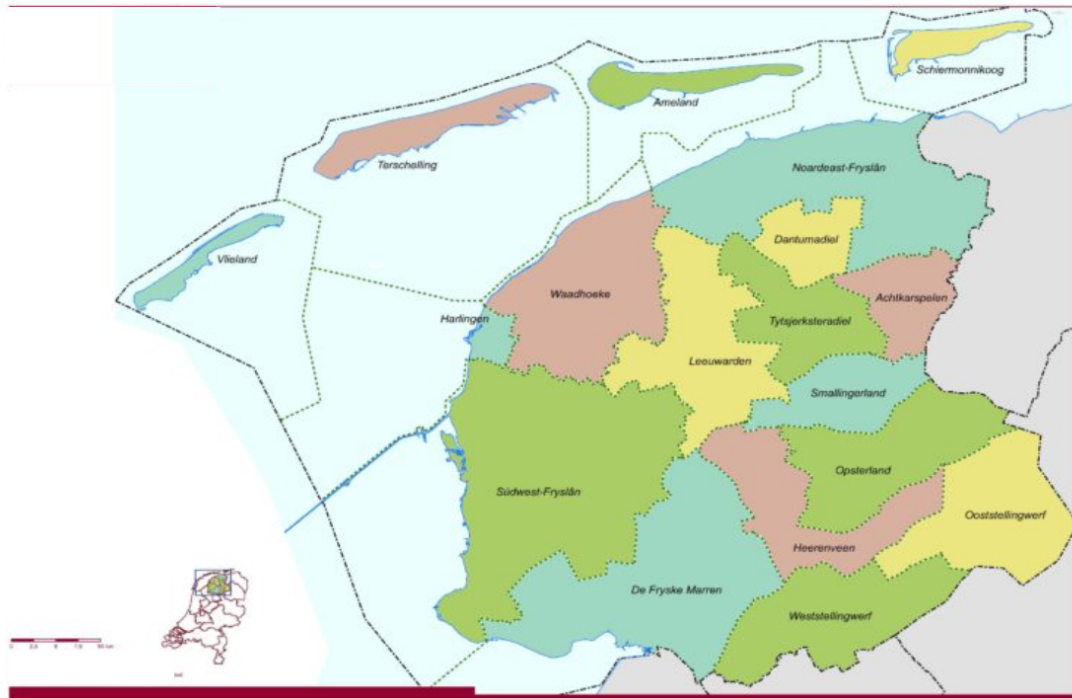 Schiermonnikoog
Ameland
Terschelling
Noardeast-Fryslân
Dantumadiel
Vlieland
Waadhoeke
Achtkarspelen
Harlingen
Tytsjerksteradiel
Leeuwarden
Smallingerland
Opsterland
Súdwest-Fryslân
Ooststellingwerf
Heerenveen
De Fryske Marren
Weststellingwerf